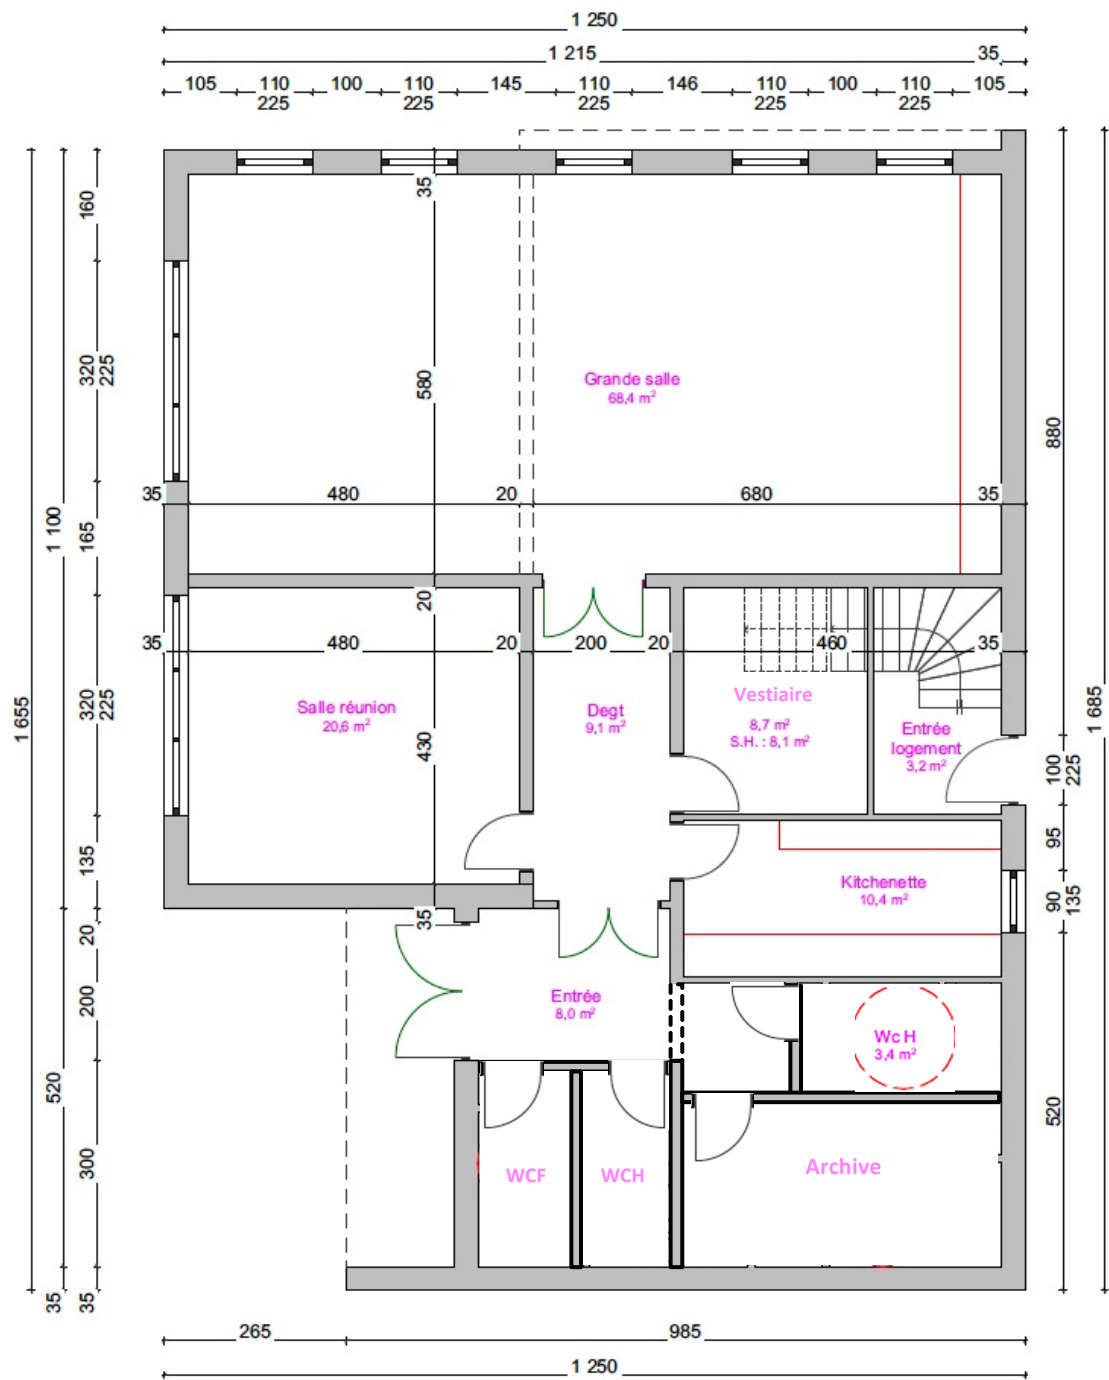 1 250
1 215 35
105 110 100 110 145 110 146 110 100 110 105
225 225 225 225 225
35
160
320
225
580
Grande salle
68,4 m²
880
35 480 20 680 35
1 100
165
20
35 480 20 200 20 460 35
Salle réunion
20,6 m²
Degt
9,1 m²
Vestiaire
8,7 m²
S.H. : 8,1 m²
Entrée
logement
3,2 m²
1 655
320
225
430
1 685
100
225
135
95
Kitchenette
10,4 m²
90
135
35
20
200
Entrée
8,0 m²
Wc H
3,4 m²
520
520
300
WCF
WCH
Archive
35
35
265 985
1 250